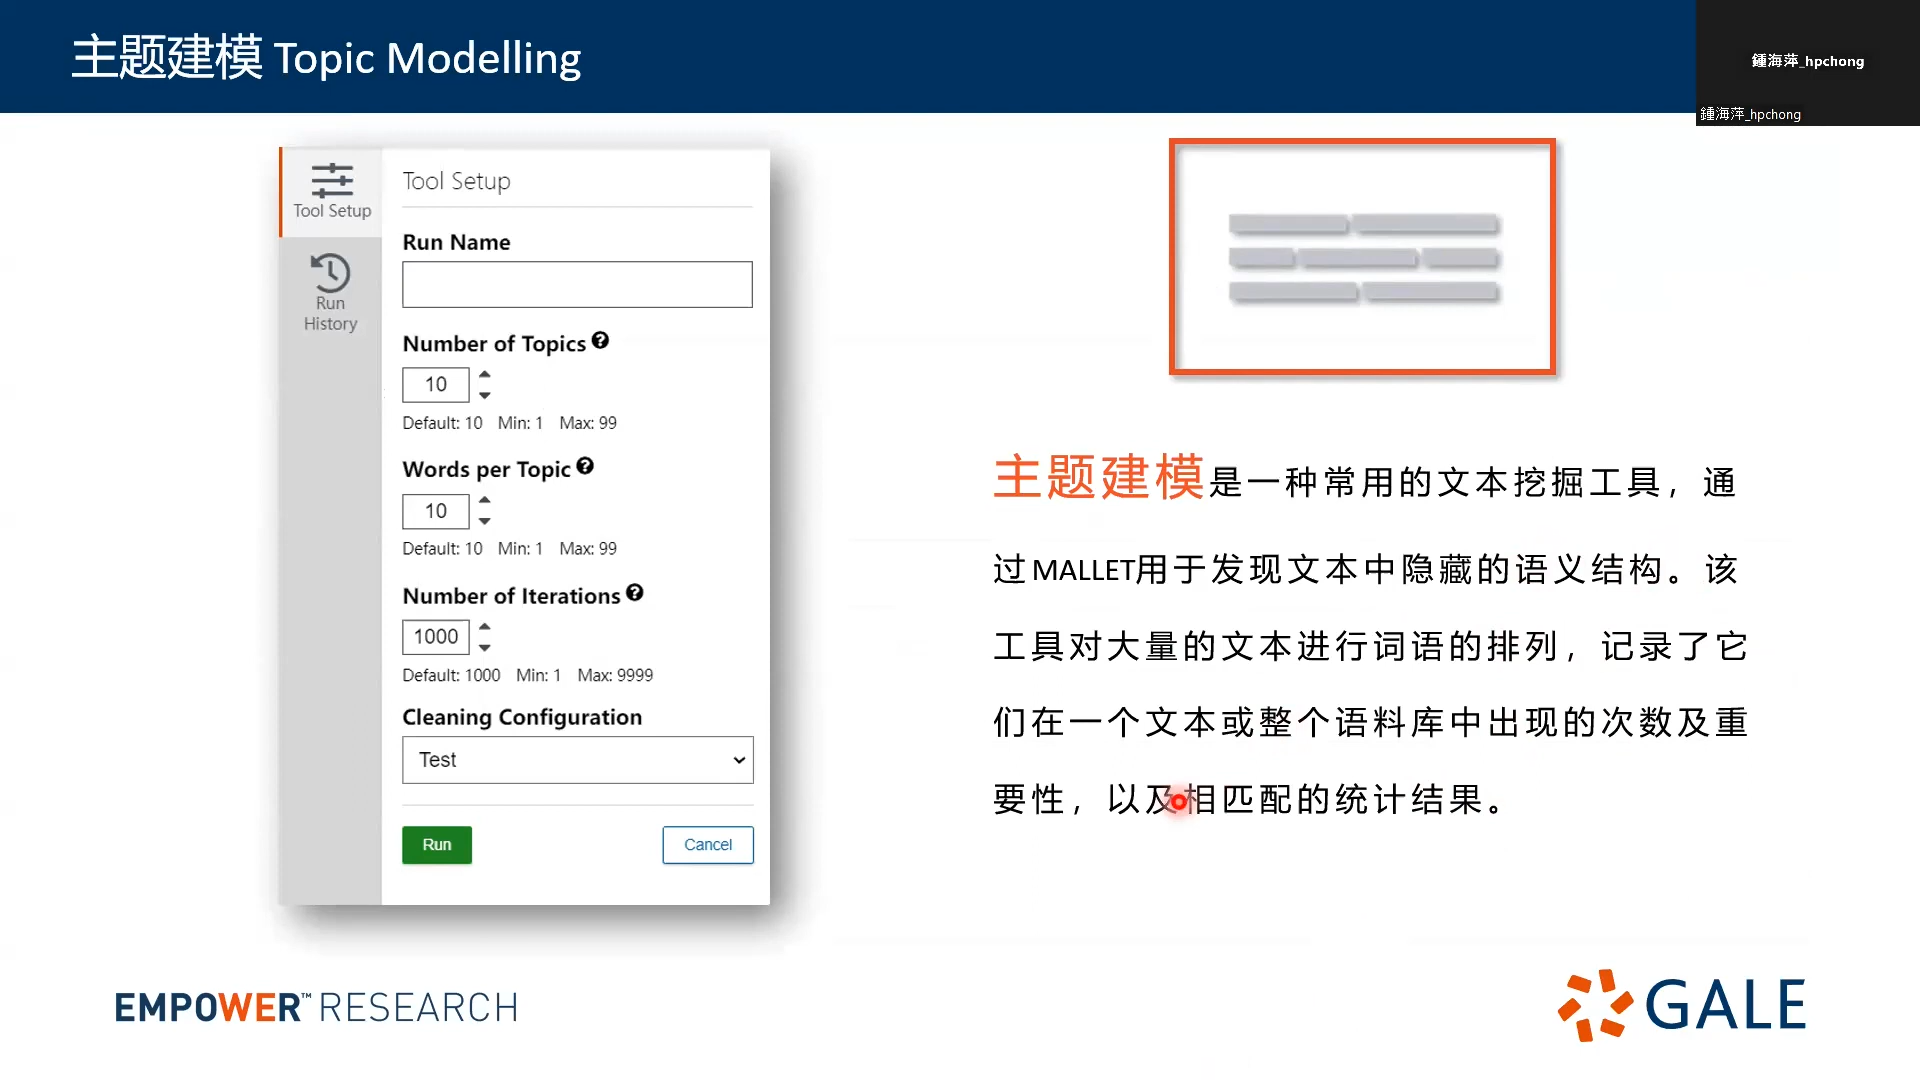 主题建模 Topic Modelling
鍾海萍_hpchong
鍾海萍_hpchong
Tool Setup
Run
History
Tool Setup
Run Name
Number of Topics
10
Default: 10 Min: 1 Max: 99
Words per Topic
10
Default: 10 Min: 1 Max: 99
Number of Iterations
1000
Default: 1000 Min: 1 Max: 9999
Cleaning Configuration
Test
Run Cancel
主题建模是一种常用的文本挖掘工具，通
过MALLET用于发现文本中隐藏的语义结构。该
工具对大量的文本进行词语的排列，记录了它
们在一个文本或整个语料库中出现的次数及重
要性，以及相匹配的统计结果。
EMPOWER™ RESEARCH
GALE